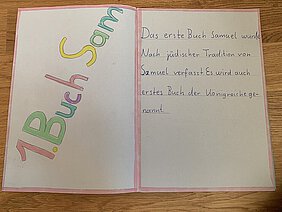 1. Buch Sam
Das erste Buch Samuel wurde
Nach jüdischer Tradition von
Samuel verfasst Es wird auch
erstes Buch der Königreiche ge-
nannt